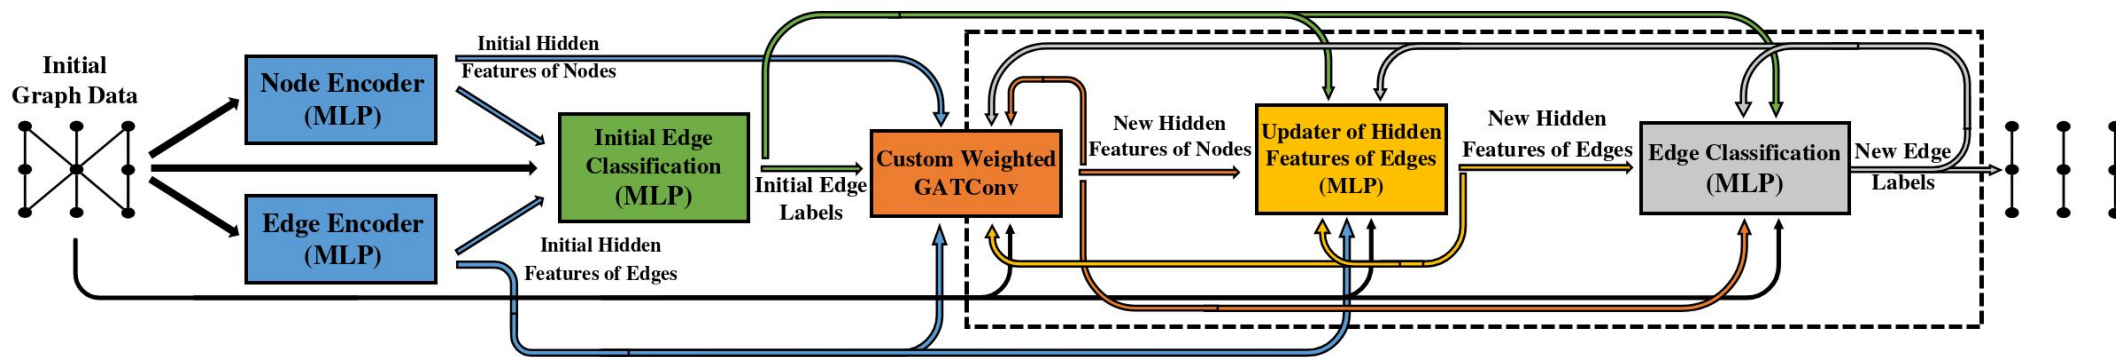 Initial
Graph Data
Node Encoder
(MLP)
Edge Encoder
(MLP)
Initial Hidden
Features of Nodes
Initial Edge
Classification
(MLP)
Initial Hidden
Features of Edges
Initial Edge
Labels
Custom Weighted
GATConv
New Hidden
Features of Nodes
Updater of Hidden
Features of Edges
(MLP)
New Hidden
Features of Edges
Edge Classification
(MLP)
New Edge
Labels